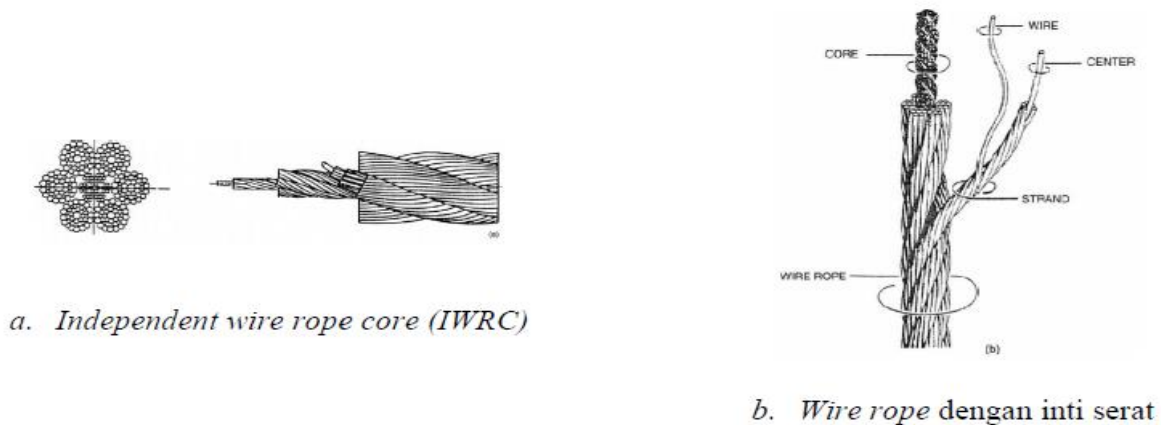 WIRE
CORE
CENTER
STRAND
WIRE ROPE
(a)
(b)
a. Independent wire rope core (IWRC)
b. Wire rope dengan inti serat